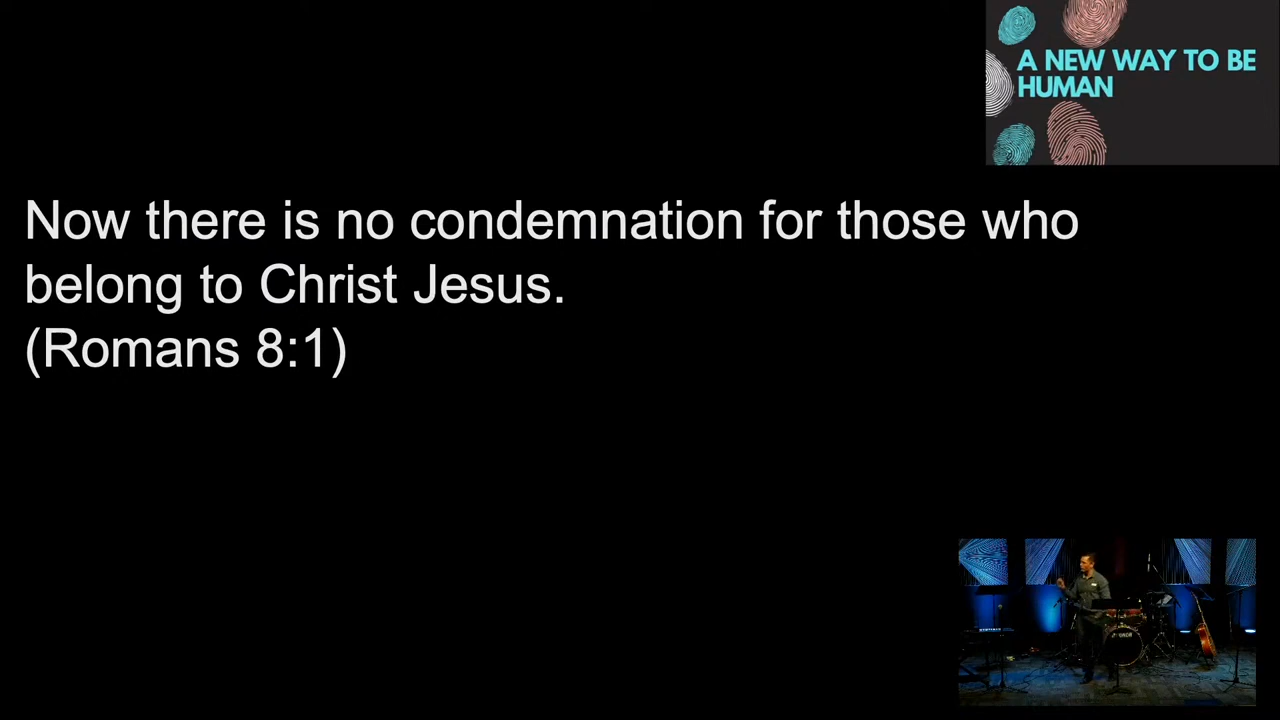 A NEW WAY TO BE
HUMAN
Now there is no condemnation for those who
belong to Christ Jesus.
(Romans 8:1)